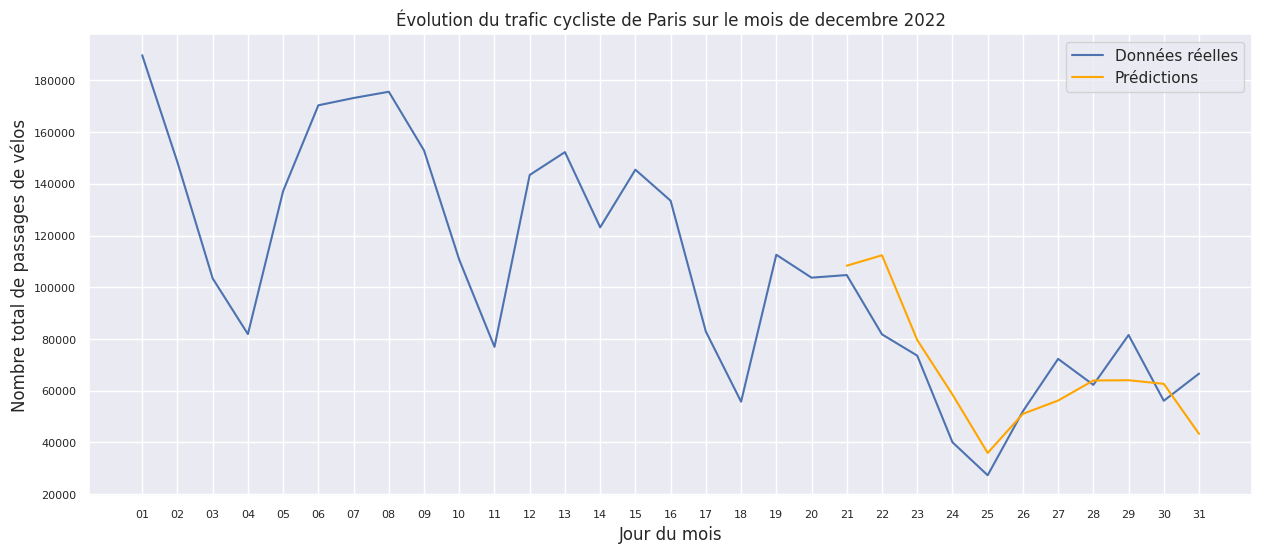 Évolution du trafic cycliste de Paris sur le mois de decembre 2022
Données réelles
Prédictions
Nombre total de passages de vélos
180000
160000
140000
120000
100000
80000
60000
40000
20000
01 02 03 04 05 06 07 08 09 10 11 12 13 14 15 16 17 18 19 20 21 22 23 24 25 26 27 28 29 30 31
Jour du mois